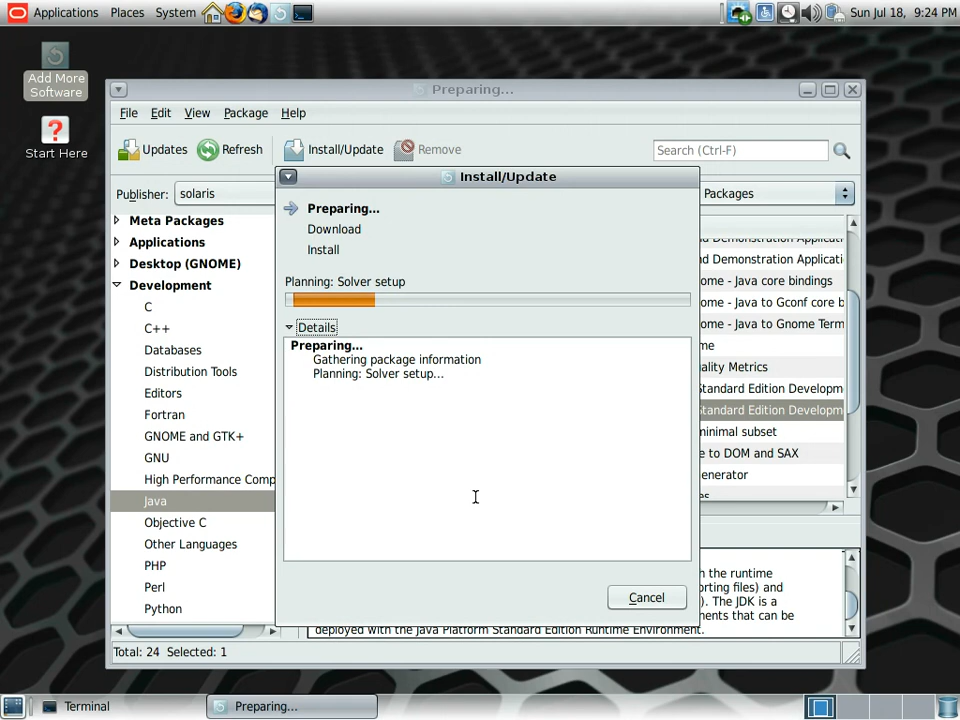 Applications Places System
Sun Jul 18, 9:24 PM
Add More
Software
Start Here
Preparing...
File Edit View Package Help
Updates Refresh Install/Update Remove
Search (Ctrl-F)
Publisher: solaris
Packages
Meta Packages
Applications
Desktop (GNOME)
Development
C
C++
Databases
Distribution Tools
Editors
Fortran
GNOME and GTK+
GNU
High Performance Comp
Java
Objective C
Other Languages
PHP
Perl
Python
Install/Update
Preparing...
Download
Install
Planning: Solver setup
Details
Preparing...
Gathering package information
Planning: Solver setup...
Cancel
nd Demonstration Applicati
nd Demonstration Applicati
ome - Java core bindings
ome - Java to Gconf core b
ome - Java to Gnome Term
me
ality Metrics
Standard Edition Developm
Standard Edition Developm
minimal subset
e to DOM and SAX
enerator
h the runtime
orting files) and
). The JDK is a
nents that can be
deployed with the Java Platform Standard Edition Runtime Environment.
Total: 24 Selected: 1
Terminal
Preparing...